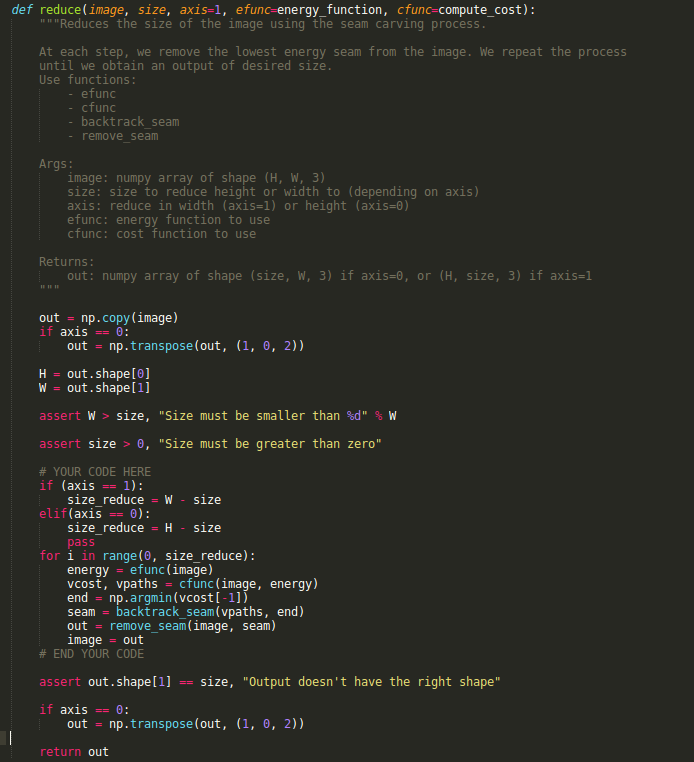 def reduce(image, size, axis=1, efunc=energy_function, cfunc=compute_cost):
    """Reduces the size of the image using the seam carving process.

    At each step, we remove the lowest energy seam from the image. We repeat the process
    until we obtain an output of desired size.
    Use functions:
        - efunc
        - cfunc
        - backtrack_seam
        - remove_seam

    Args:
        image: numpy array of shape (H, W, 3)
        size: size to reduce height or width to (depending on axis)
        axis: reduce in width (axis=1) or height (axis=0)
        efunc: energy function to use
        cfunc: cost function to use

    Returns:
        out: numpy array of shape (size, W, 3) if axis=0, or (H, size, 3) if axis=1
    """

    out = np.copy(image)
    if axis == 0:
        out = np.transpose(out, (1, 0, 2))

    H = out.shape[0]
    W = out.shape[1]

    assert W > size, "Size must be smaller than %d" % W

    assert size > 0, "Size must be greater than zero"

    # YOUR CODE HERE
    if (axis == 1):
        size_reduce = W - size
    elif(axis == 0):
        size_reduce = H - size
        pass
    for i in range(0, size_reduce):
        energy = efunc(image)
        vcost, vpaths = cfunc(image, energy)
        end = np.argmin(vcost[-1])
        seam = backtrack_seam(vpaths, end)
        out = remove_seam(image, seam)
        image = out
    # END YOUR CODE

    assert out.shape[1] == size, "Output doesn't have the right shape"

    if axis == 0:
        out = np.transpose(out, (1, 0, 2))

    return out